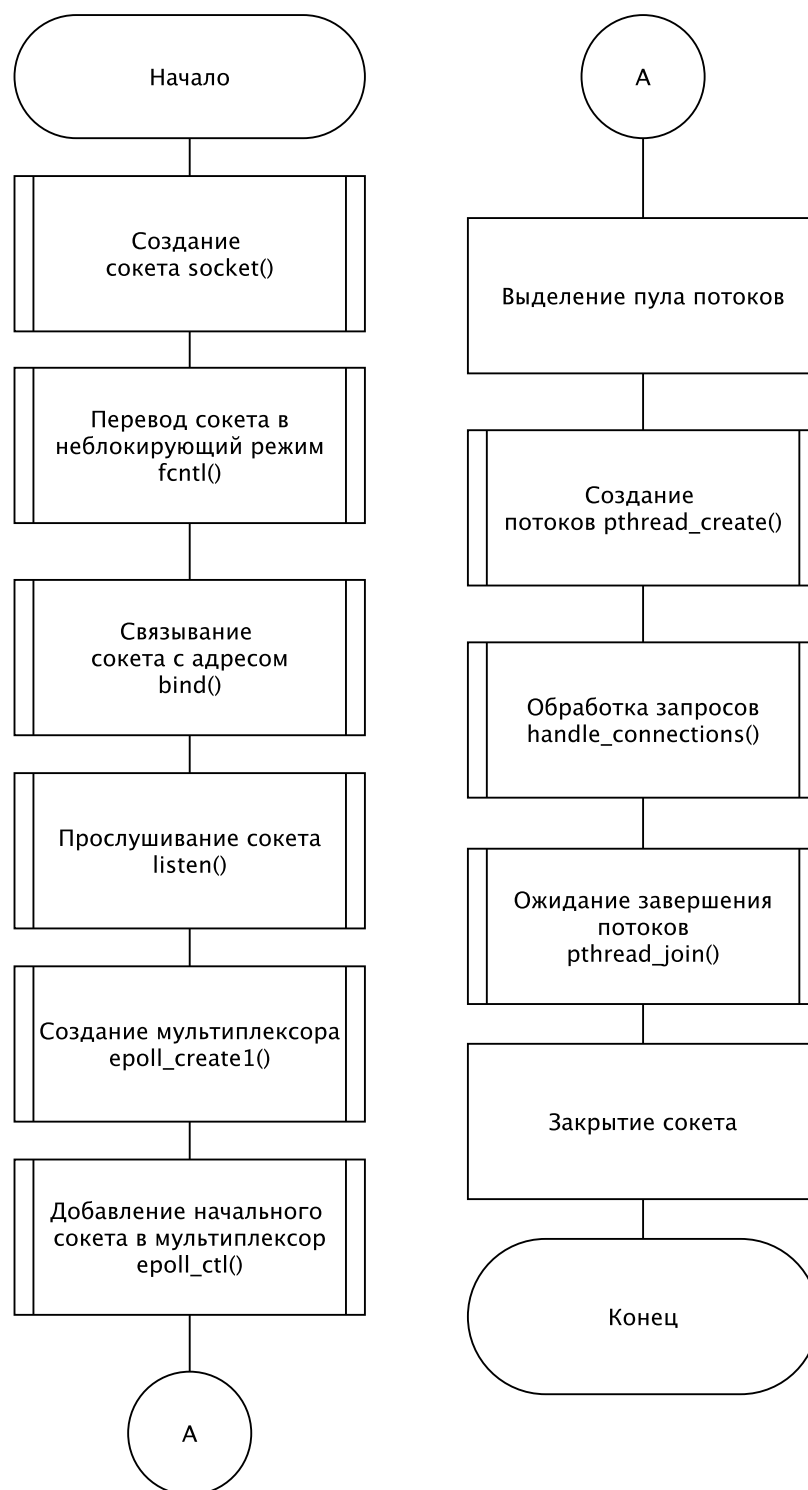 Начало
Создание
сокета socket()
Перевод сокета в
неблокирующий режим
fcntl()
Связывание
сокета с адресом
bind()
Прослушивание сокета
listen()
Создание мультиплексора
epoll_create1()
Добавление начального
сокета в мультиплексор
epoll_ctl()
А
А
Выделение пула потоков
Создание
потоков pthread_create()
Обработка запросов
handle_connections()
Ожидание завершения
потоков
pthread_join()
Закрытие сокета
Конец